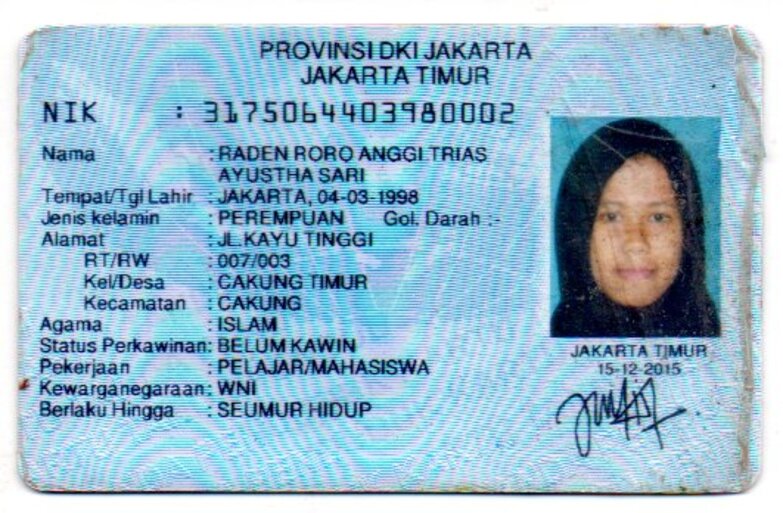 PROVINSI DKI JAKARTA
JAKARTA TIMUR
NIK : 3175064403980002
Nama : RADEN RORO ANGGI TRIAS
AYUSTHA SARI
Tempat/Tgl Lahir : JAKARTA, 04-03-1998
Jenis kelamin : PEREMPUAN Gol. Darah :-
Alamat : JL.KAYU TINGGI
RT/RW : 007/003
Kel/Desa : CAKUNG TIMUR
Kecamatan : CAKUNG
Agama : ISLAM
Status Perkawinan: BELUM KAWIN
Pekerjaan : PELAJAR/MAHASISWA
Kewarganegaraan: WNI
Berlaku Hingga : SEUMUR HIDUP
JAKARTA TIMUR
15-12-2015